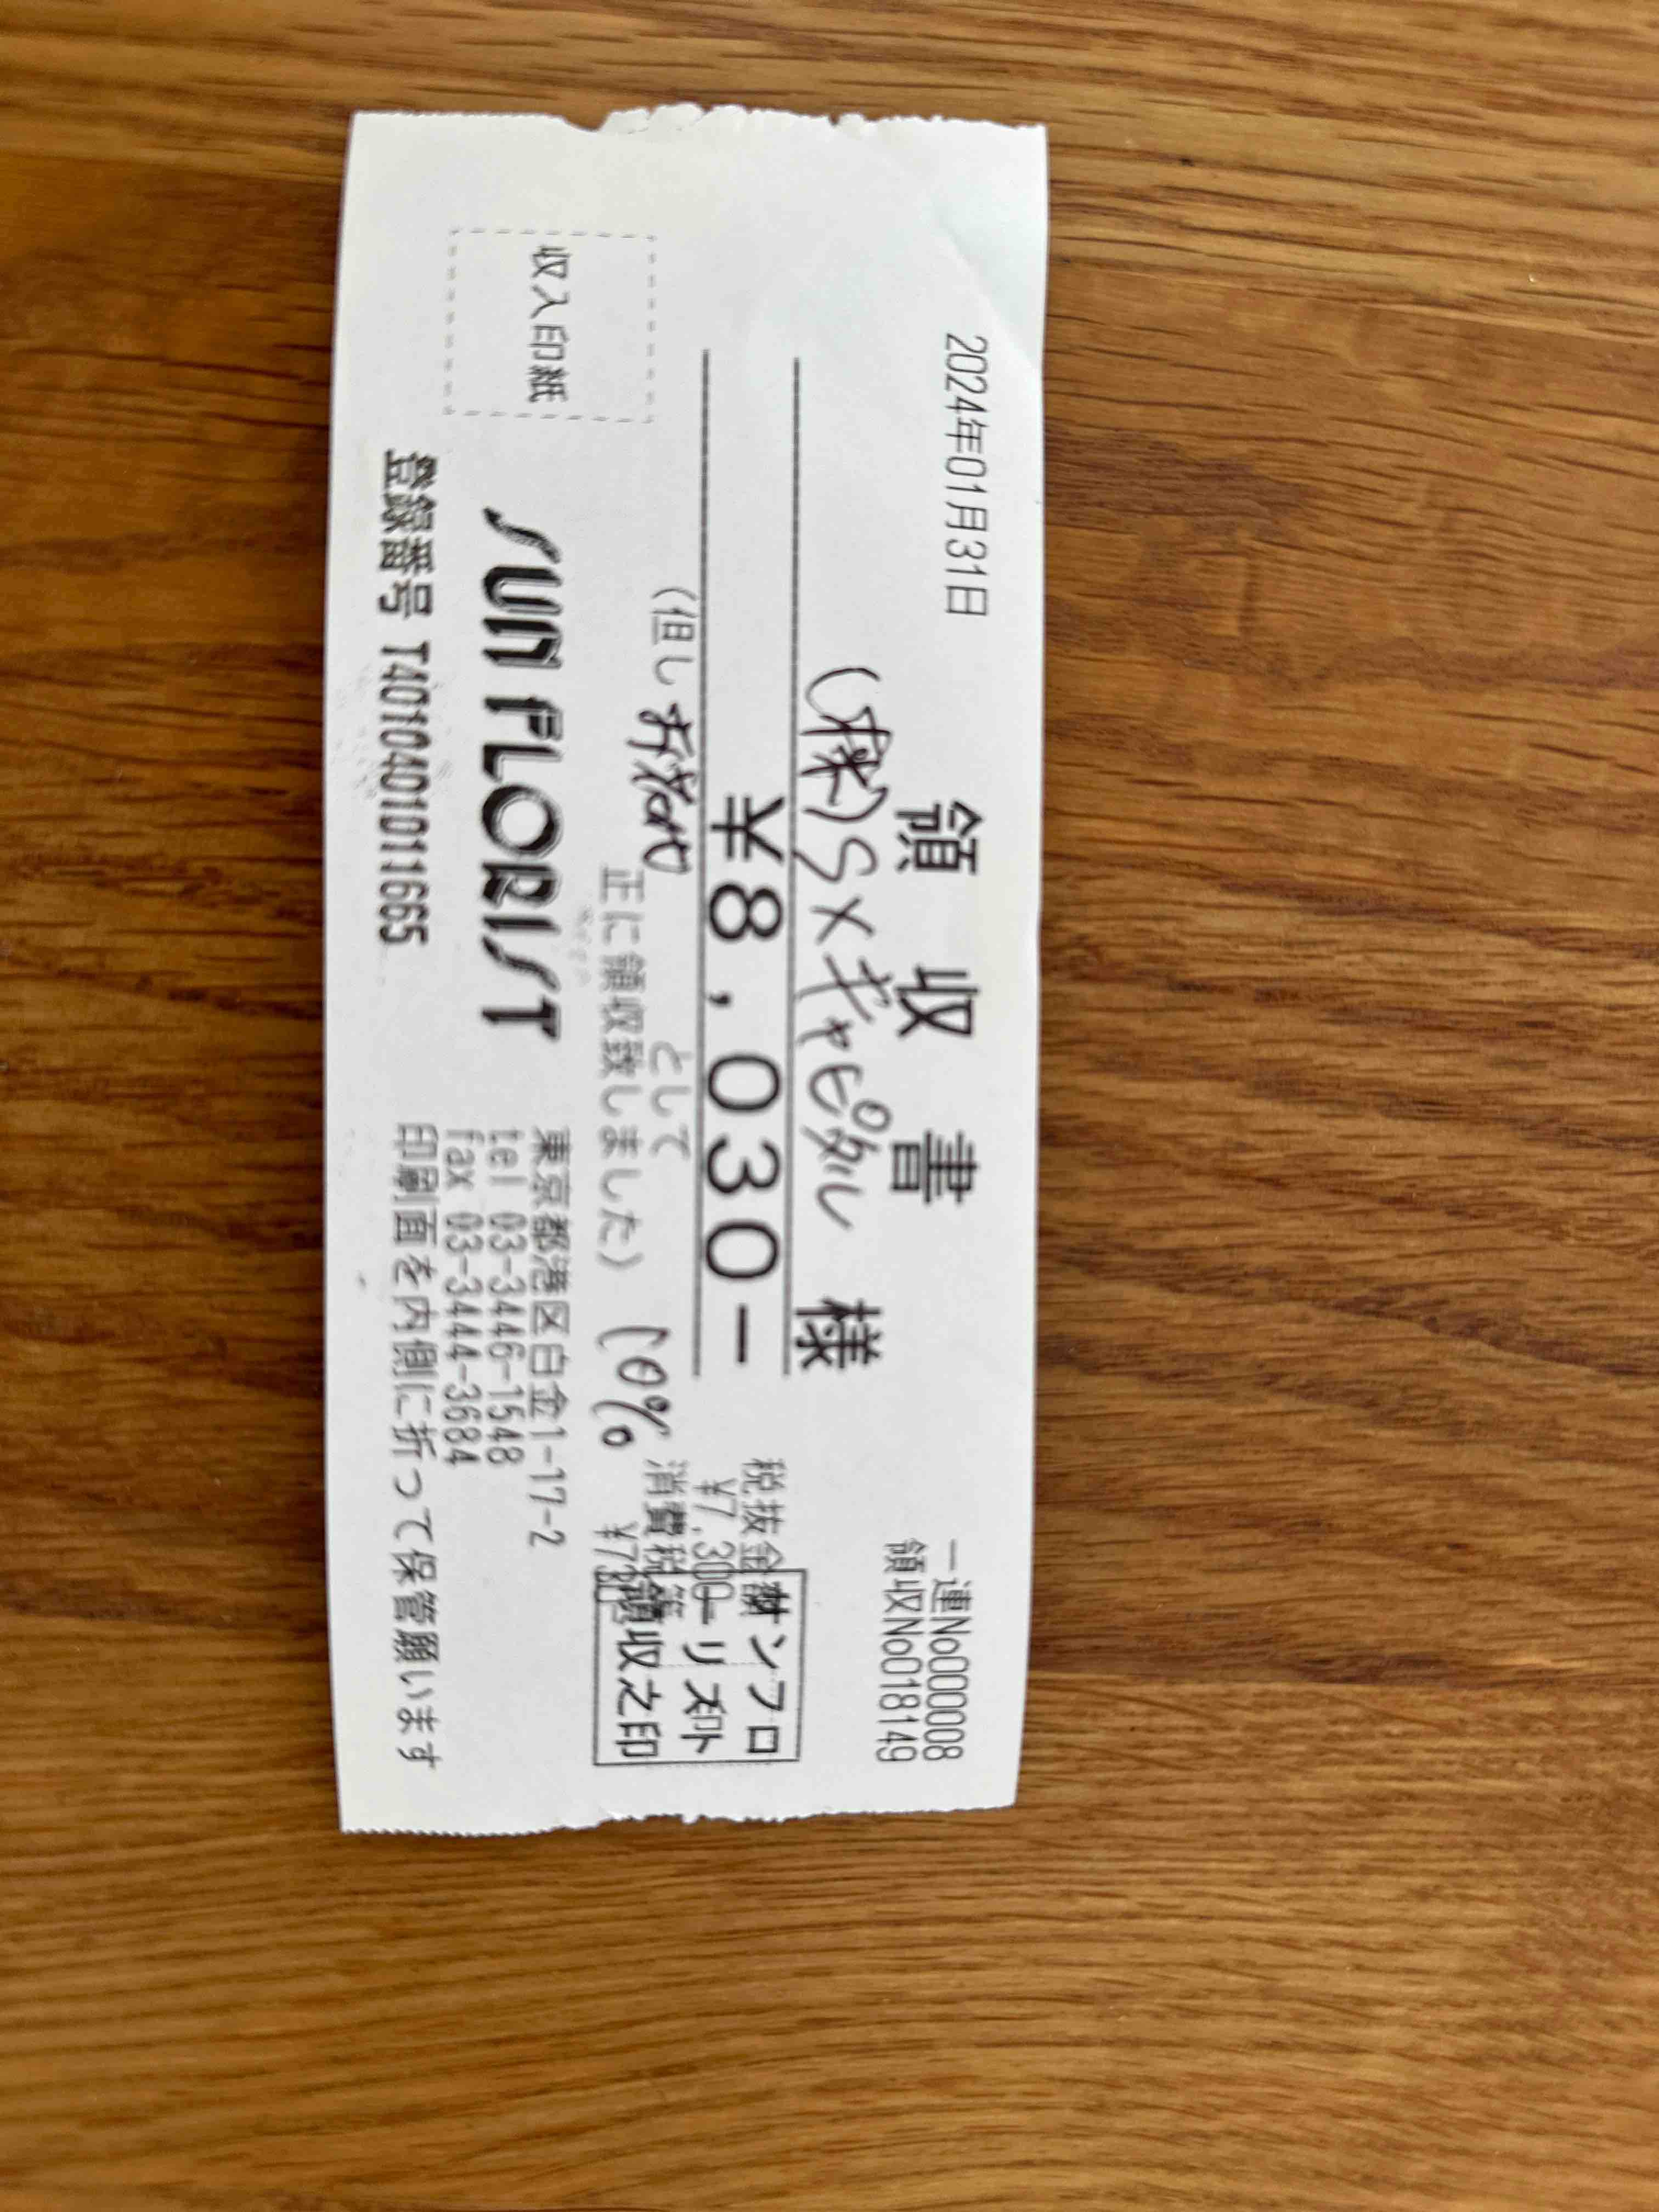 2024年01月31日
一連No000008
領収No018149
領収書
(株)SXキャピタル 様
¥8,030-
(但し お花代 として
正に領収致しました)
10%
税抜金額
¥7,300
消費税等
¥730
サンフロ
ーリスト
領収之印
収入印紙
SUN FLORIST
東京都港区白金1-17-2
tel 03-3446-1548
fax 03-3444-3684
登録番号 T4010401011665
印刷面を内側に折って保管願います